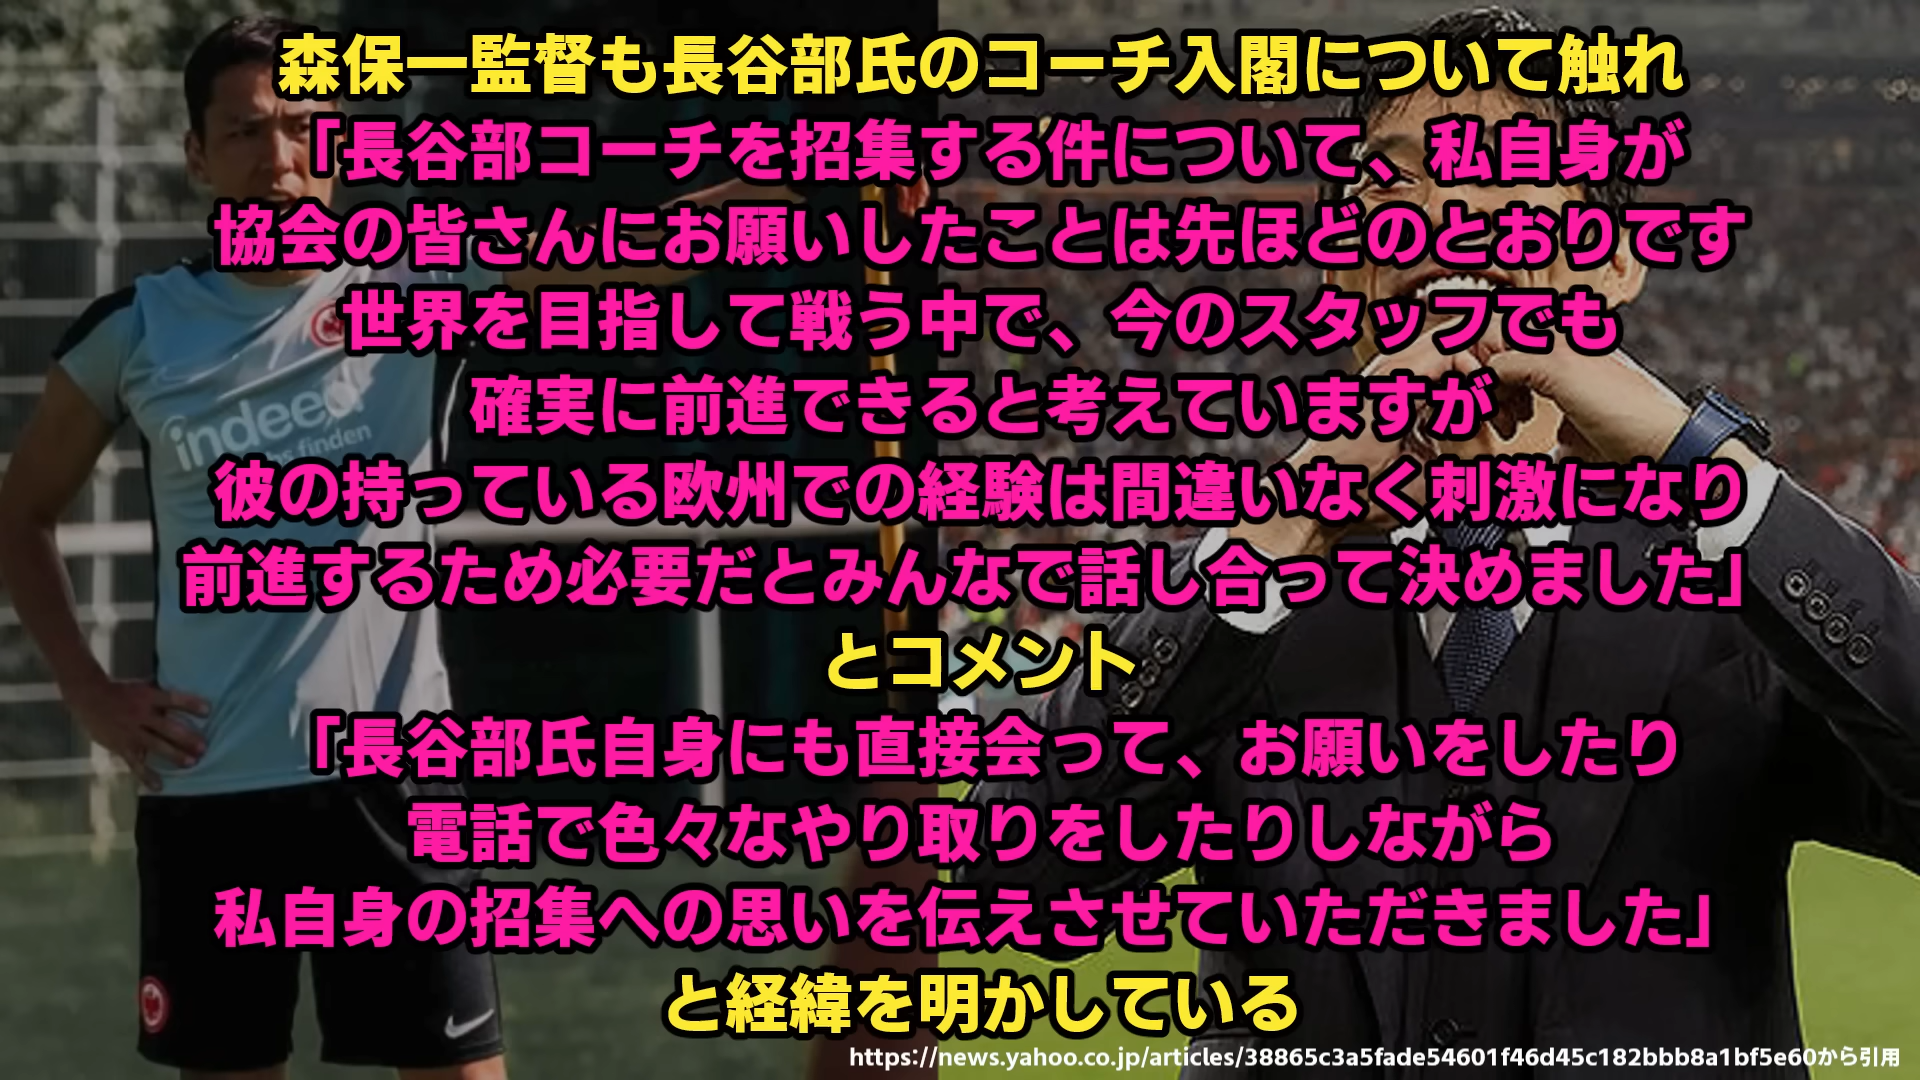 森保一監督も長谷部氏のコーチ入閣について触れ
「長谷部コーチを招集する件について、私自身が
協会の皆さんにお願いしたことは先ほどのとおりです
世界を目指して戦う中で、今のスタッフでも
確実に前進できると考えていますが
彼の持っている欧州での経験は間違いなく刺激になり
前進するため必要だとみんなで話し合って決めました」
とコメント
「長谷部氏自身にも直接会って、お願いをしたり
電話で色々なやり取りをしたりしながら
私自身の招集への思いを伝えさせていただきました」
と経緯を明かしている
https://news.yahoo.co.jp/articles/38865c3a5fade54601f46d45c182bbb8a1bf5e60から引用
indeed
jobs finden